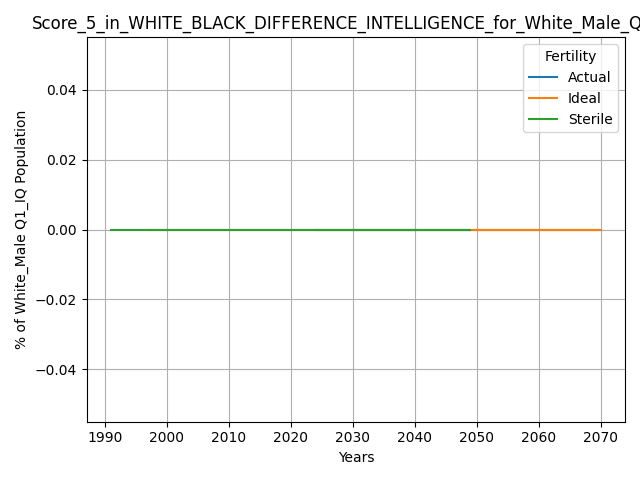 Score_5_in_WHITE_BLACK_DIFFERENCE_INTELLIGENCE_for_White_Male_Q
Fertility
Actual
Ideal
Sterile
0.04
0.02
0.00
−0.02
−0.04
% of White_Male Q1_IQ Population
1990 2000 2010 2020 2030 2040 2050 2060 2070
Years